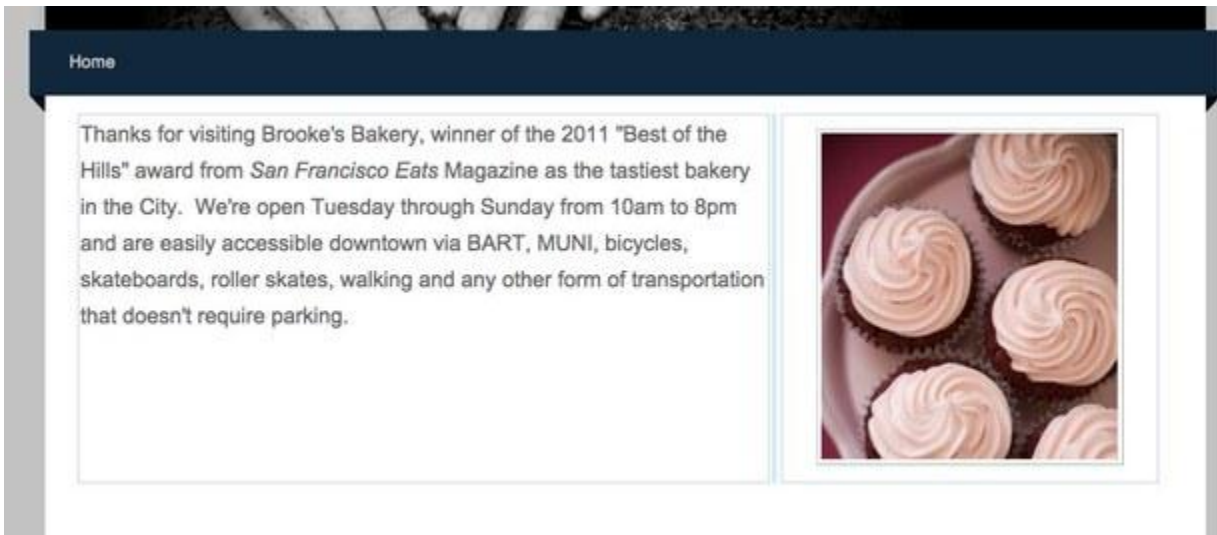 Home
Thanks for visiting Brooke's Bakery, winner of the 2011 "Best of the
Hills" award from San Francisco Eats Magazine as the tastiest bakery
in the City.  We're open Tuesday through Sunday from 10am to 8pm
and are easily accessible downtown via BART, MUNI, bicycles,
skateboards, roller skates, walking and any other form of transportation
that doesn't require parking.